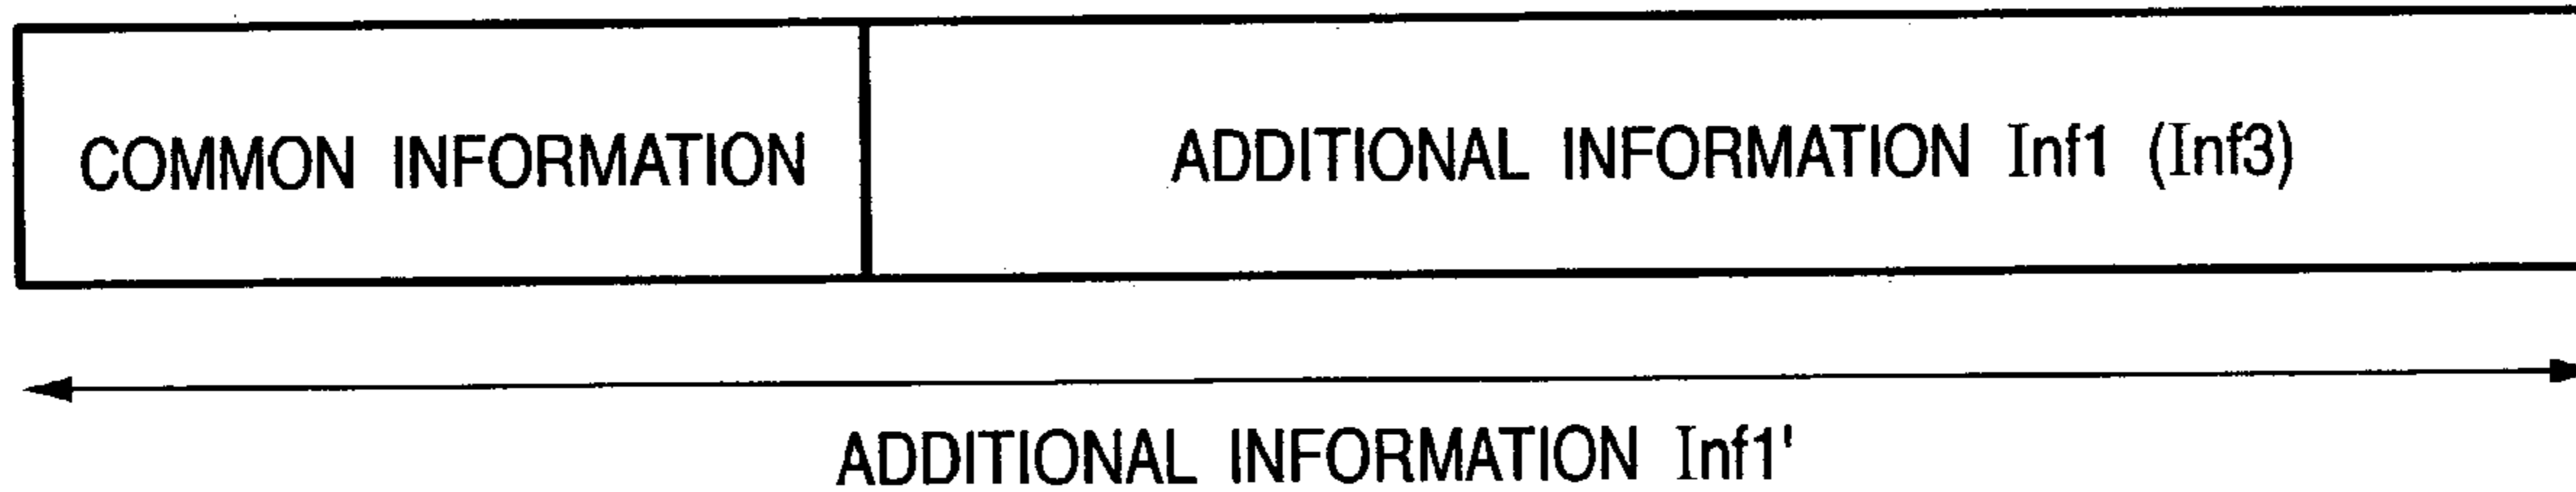 COMMON INFORMATION
ADDITIONAL INFORMATION Inf1 (Inf3)
ADDITIONAL INFORMATION Inf1'